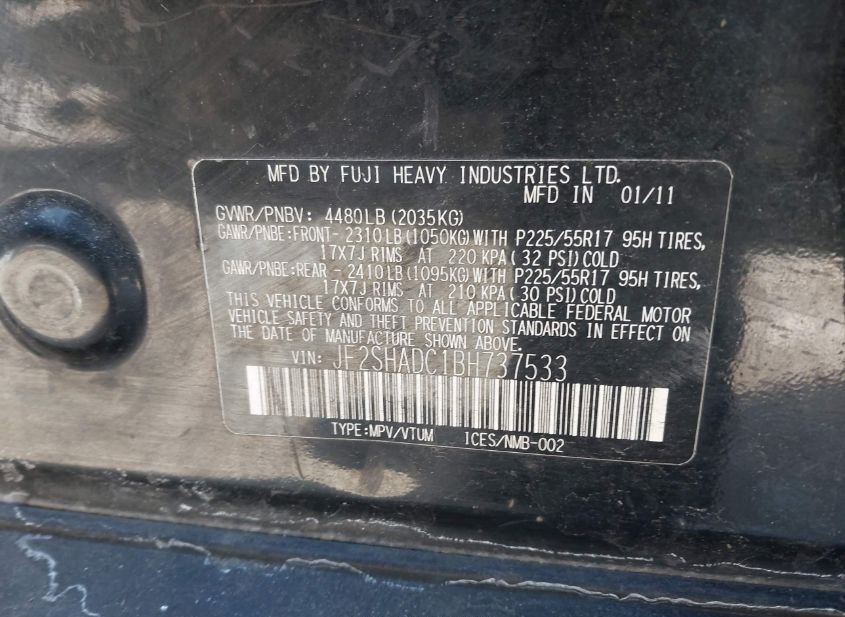 MFD BY FUJI HEAVY INDUSTRIES LTD.
MFD IN 01/11
GVWR/PNBV: 4480LB(2035KG)
GAWR/PNBE:FRONT- 2310LB(1050KG)WITH P225/55R17 95H TIRES,
17X7J RIMS AT 220 KPA( 32 PSI)COLD
GAWR/PNBE:REAR - 2410LB(1095KG)WITH P225/55R17 95H TIRES,
17X7J RIMS AT 210 KPA( 30 PSI)COLD
THIS VEHICLE CONFORMS TO ALL APPLICABLE FEDERAL MOTOR
VEHICLE SAFETY AND THEFT PREVENTION STANDARDS IN EFFECT ON
THE DATE OF MANUFACTURE SHOWN ABOVE.
VIN: JF2SHADC1BH737533
TYPE:MPV/VTUM ICES/NMB-002